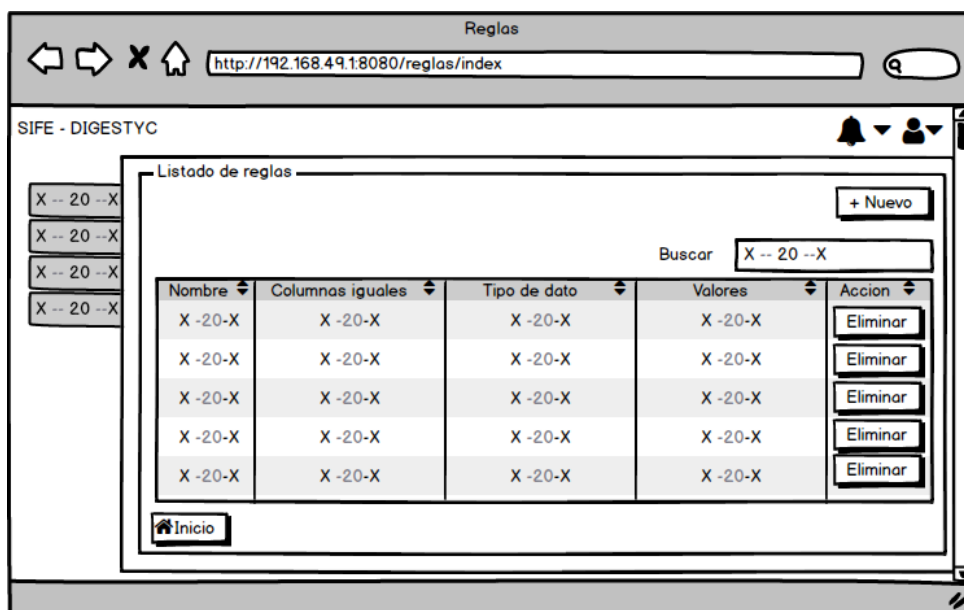 Reglas
http://192.168.49.1:8080/reglas/index
SIFE - DIGESTYC
Listado de reglas
X -- 20 --X
X -- 20 --X
X -- 20 --X
X -- 20 --X
+ Nuevo
Buscar X -- 20 --X
Nombre Columnas iguales Tipo de dato Valores Accion
X -20-X X -20-X X -20-X X -20-X Eliminar
X -20-X X -20-X X -20-X X -20-X Eliminar
X -20-X X -20-X X -20-X X -20-X Eliminar
X -20-X X -20-X X -20-X X -20-X Eliminar
X -20-X X -20-X X -20-X X -20-X Eliminar
Inicio